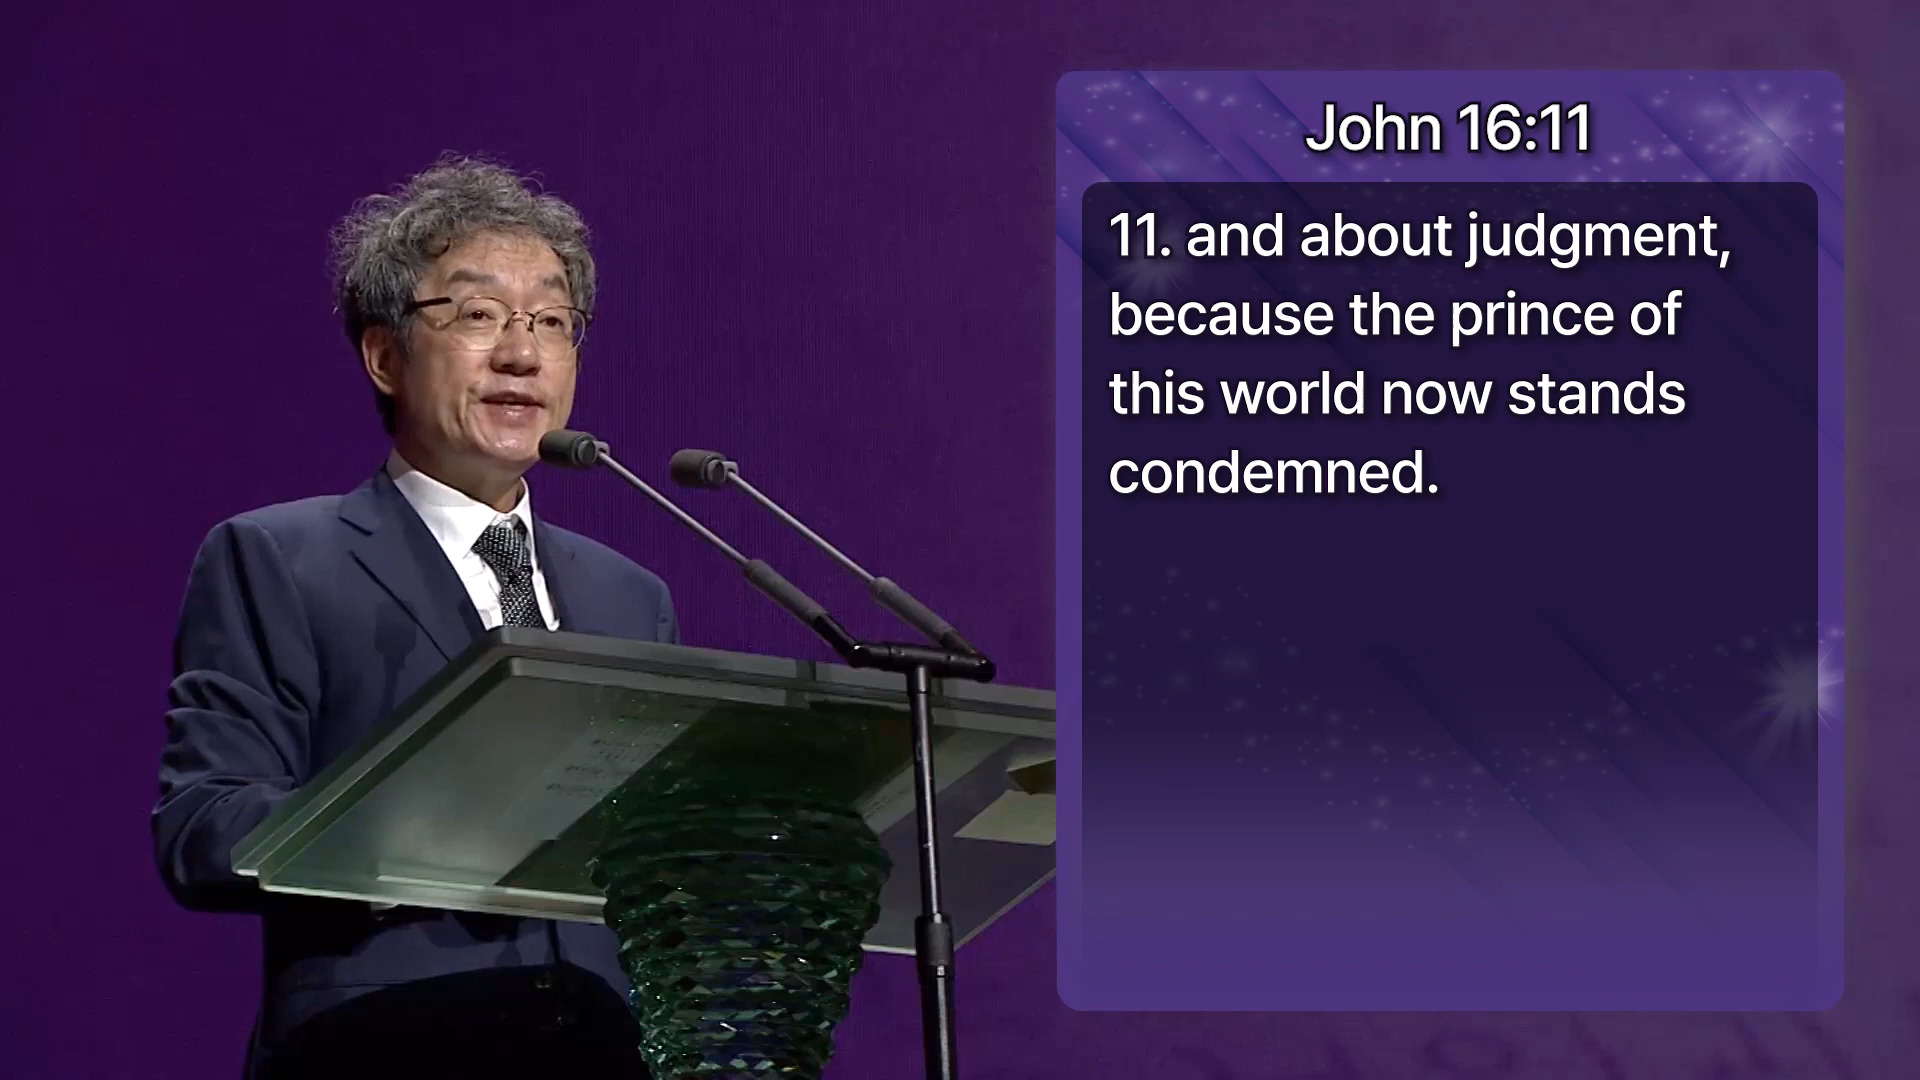 John 16:11
11. and about judgment,
because the prince of
this world now stands
condemned.